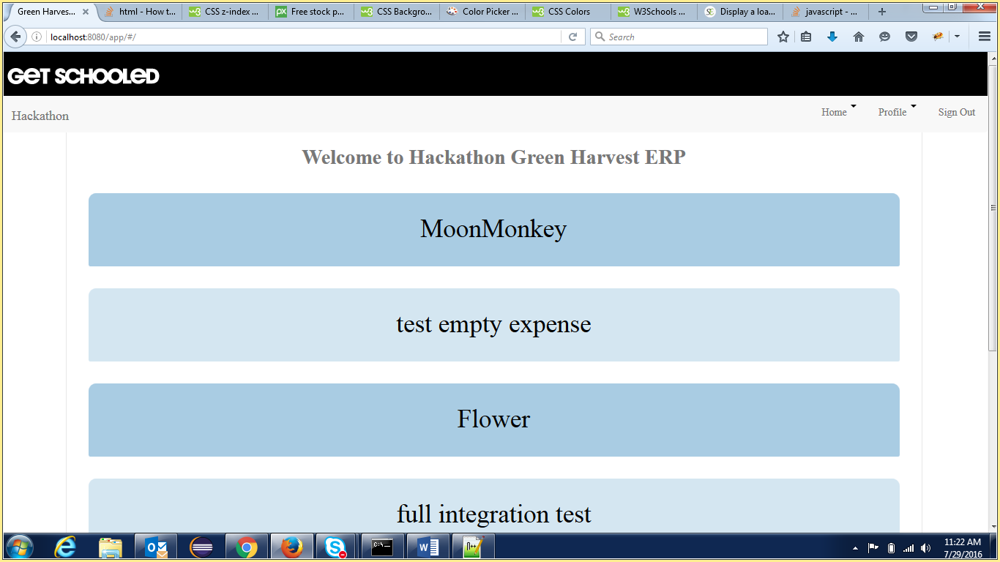 Green Harves...
html - How t...
CSS z-index ...
Free stock p...
CSS Backgro...
Color Picker ...
CSS Colors
W3Schools ...
Display a loa...
javascript - ...
localhost:8080/app/#/
Search
GET SCHOOLED
Hackathon
Home
Profile
Sign Out
Welcome to Hackathon Green Harvest ERP
MoonMonkey
test empty expense
Flower
full integration test
11:22 AM
7/29/2016